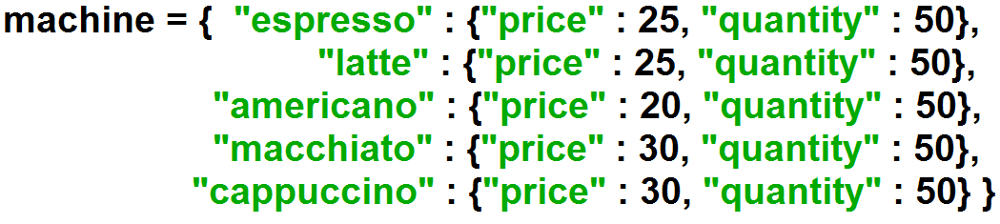 machine = { "espresso" : {"price" : 25, "quantity" : 50},
"latte" : {"price" : 25, "quantity" : 50},
"americano" : {"price" : 20, "quantity" : 50},
"macchiato" : {"price" : 30, "quantity" : 50},
"cappuccino" : {"price" : 30, "quantity" : 50} }